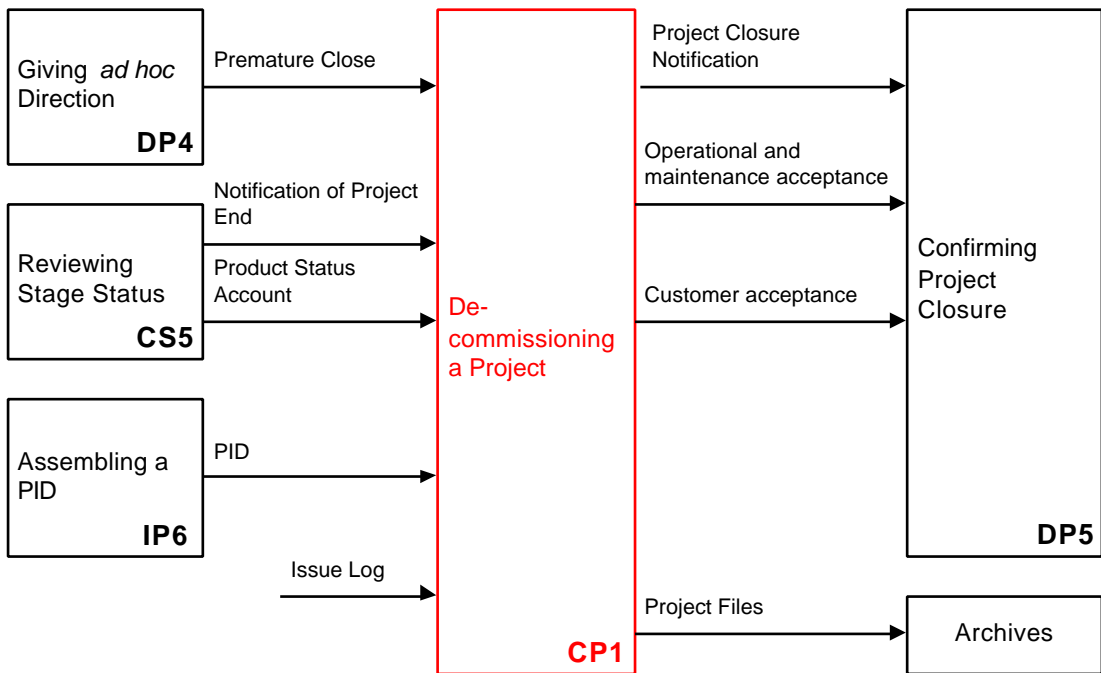 Giving ad hoc
Direction
DP4
Premature Close
Reviewing
Stage Status
CS5
Notification of Project
End
Product Status
Account
Assembling a
PID
IP6
PID
Issue Log
De-
commissioning
a Project
CP1
Project Closure
Notification
Operational and
maintenance acceptance
Customer acceptance
Project Files
Confirming
Project
Closure
DP5
Archives